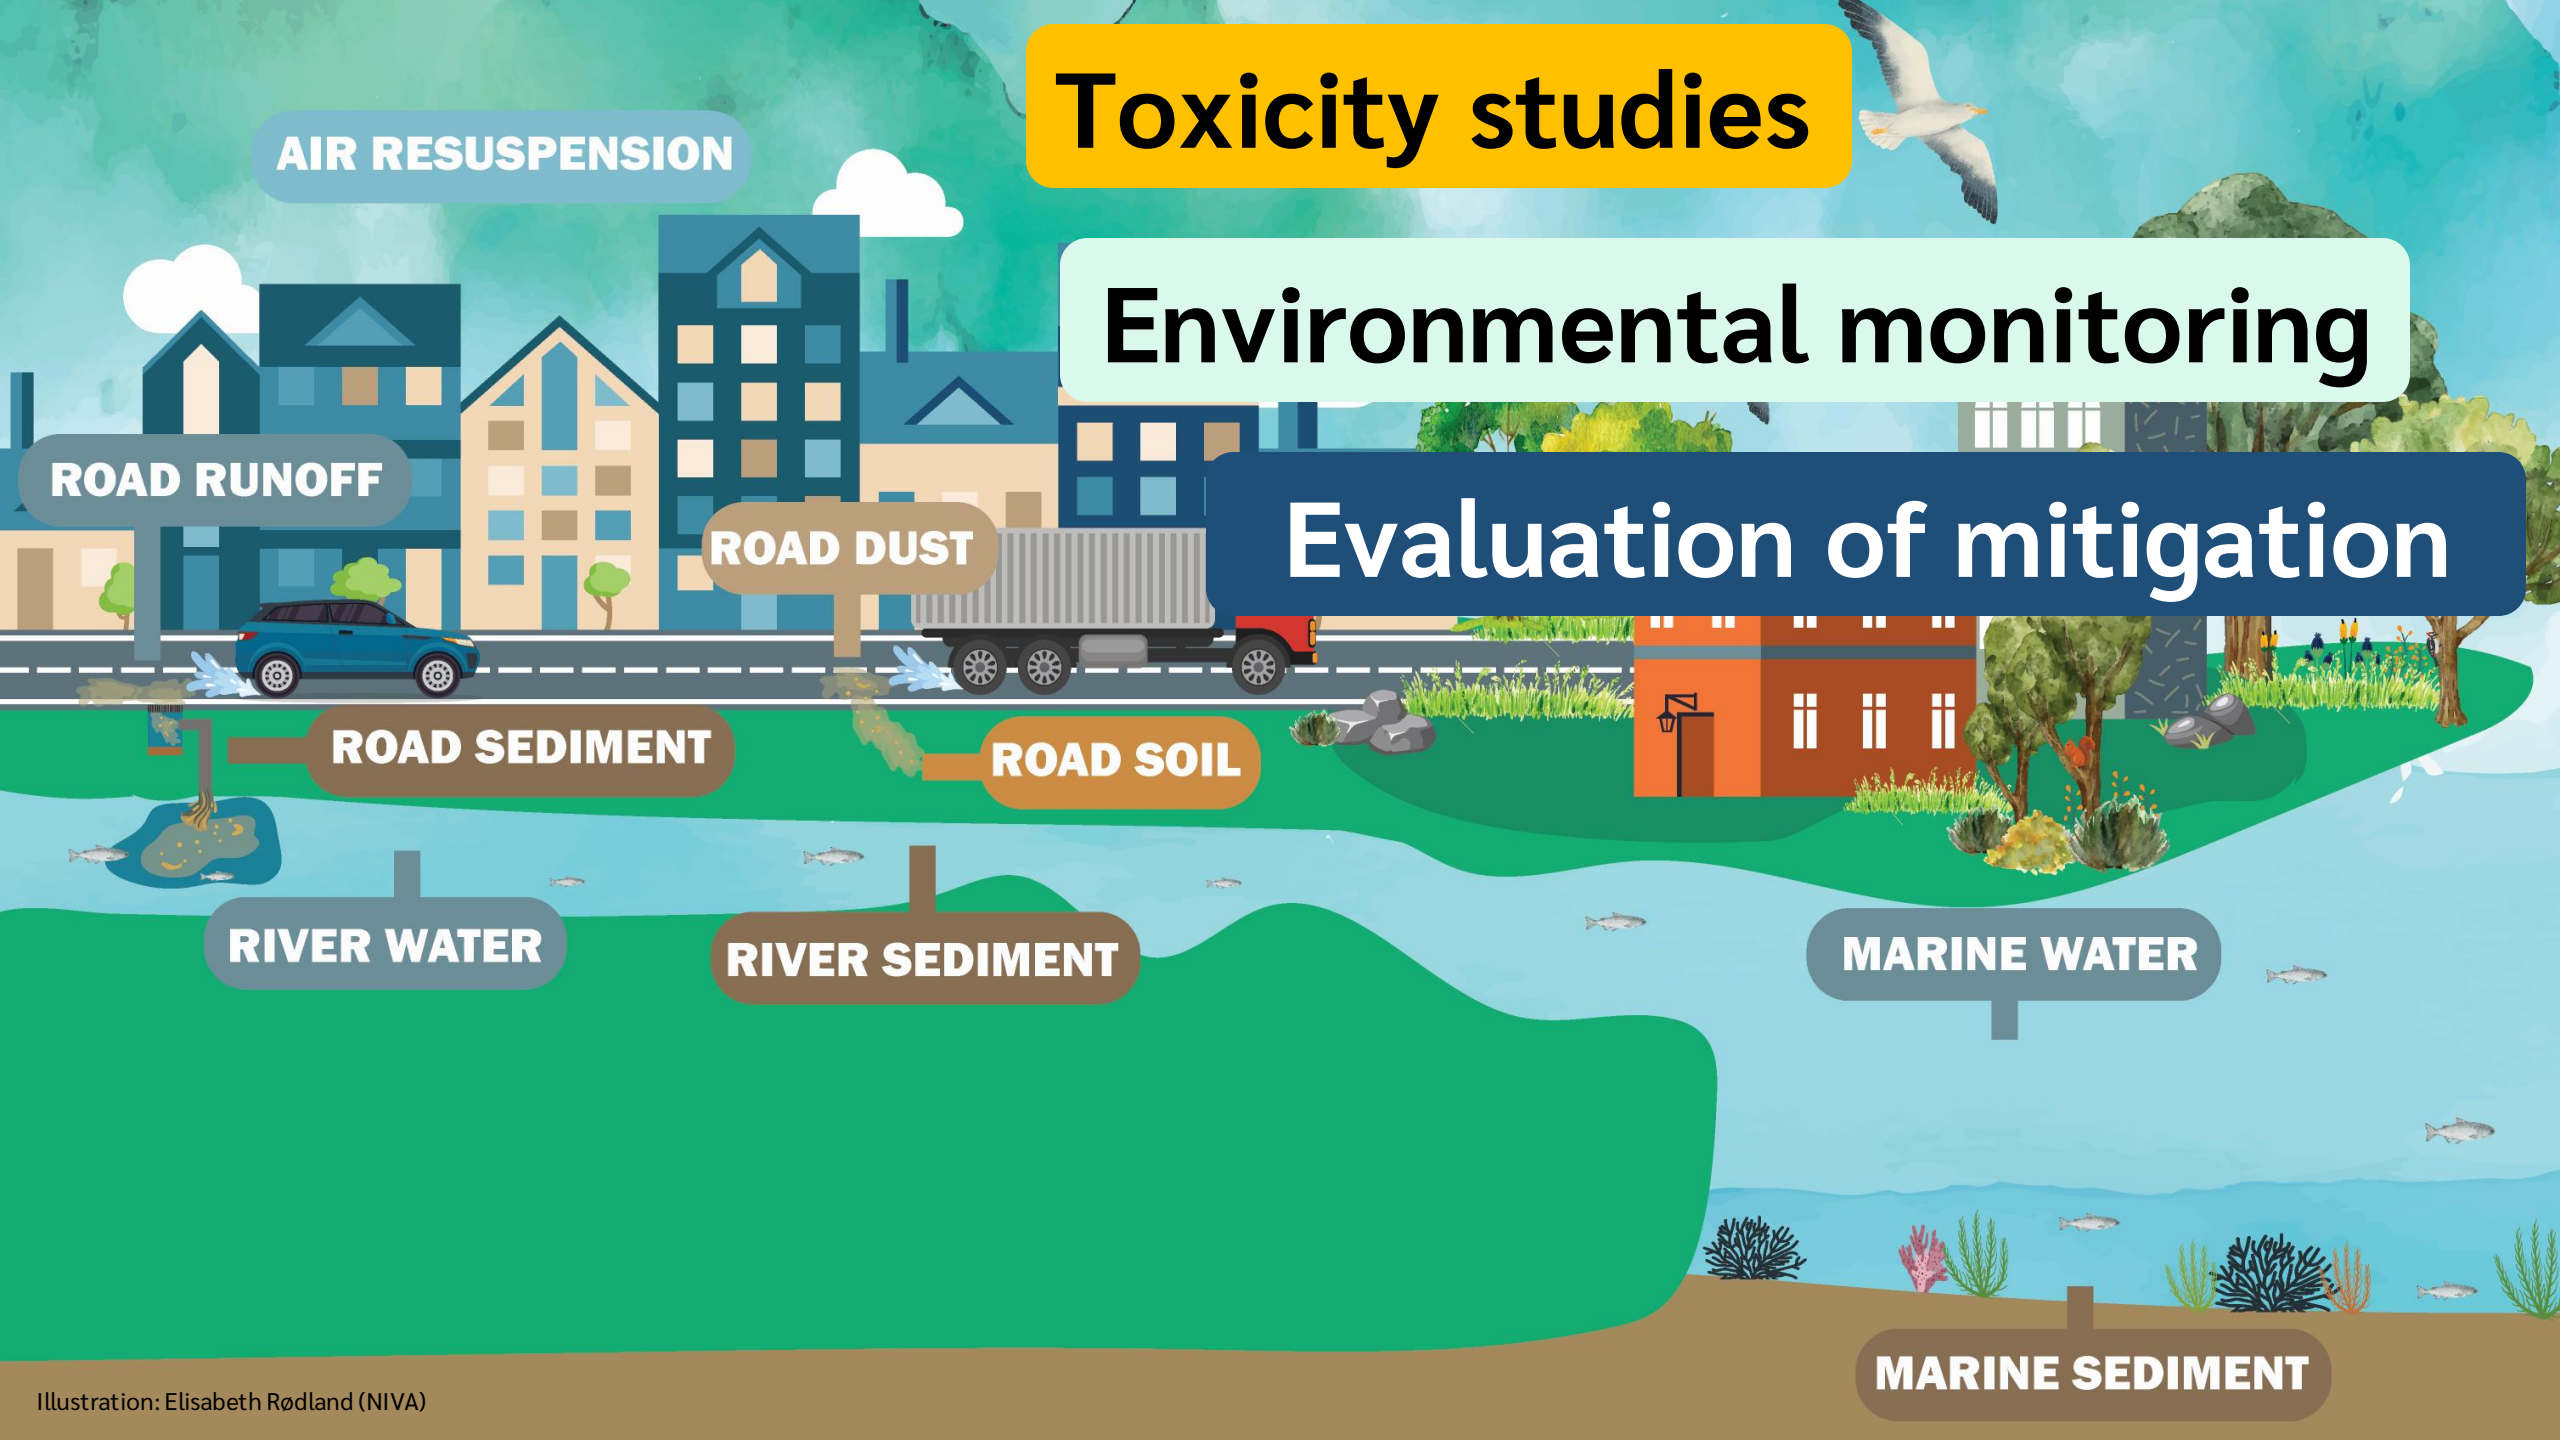 Toxicity studies
AIR RESUSPENSION
Environmental monitoring
ROAD RUNOFF
Evaluation of mitigation
ROAD DUST
ROAD SEDIMENT
ROAD SOIL
RIVER WATER
RIVER SEDIMENT
MARINE WATER
MARINE SEDIMENT
Illustration: Elisabeth Rødland (NIVA)